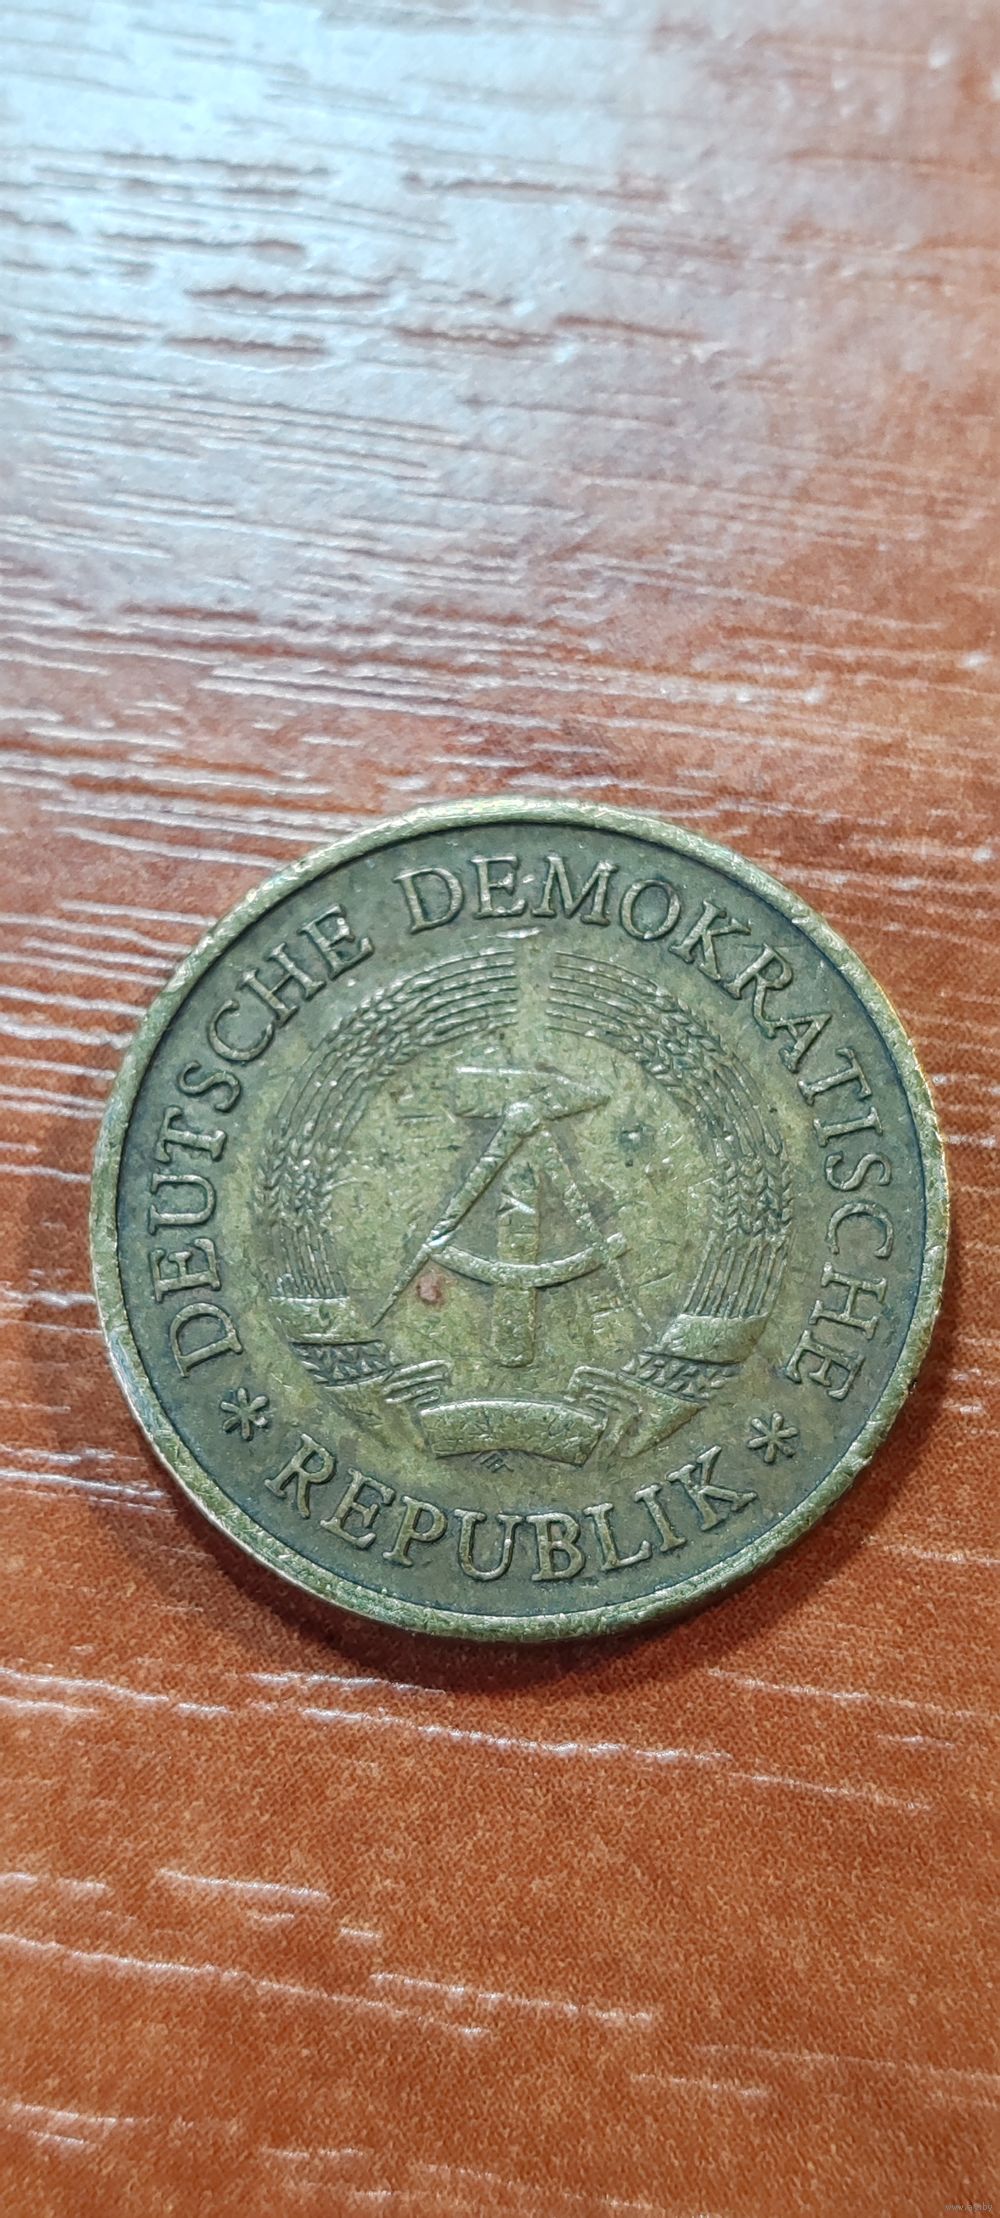 DEUTSCHE DEMOKRATISCHE
* REPUBLIK *